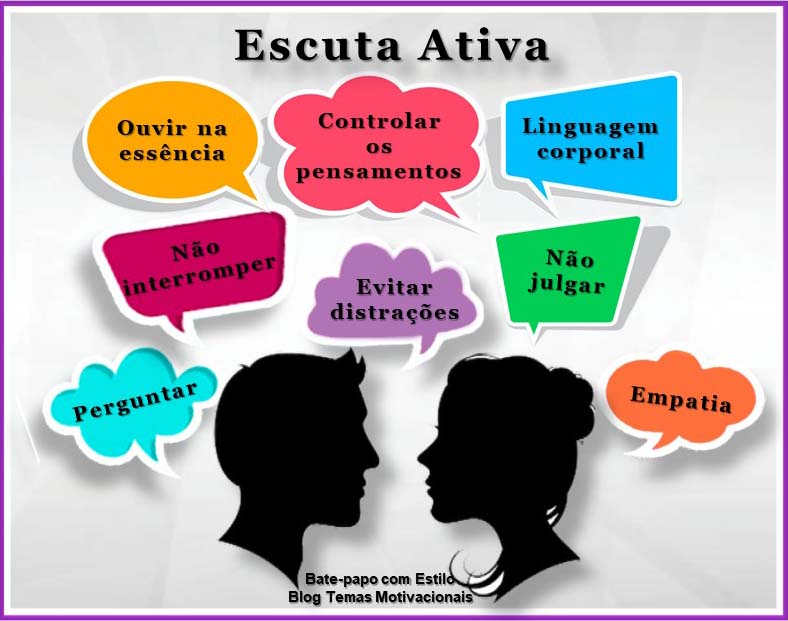 Escuta Ativa
Ouvir na
essência
Controlar
os
pensamentos
Linguagem
corporal
Não
interromper
Evitar
distrações
Não
julgar
Perguntar
Empatia
Bate-papo com Estilo
Blog Temas Motivacionais